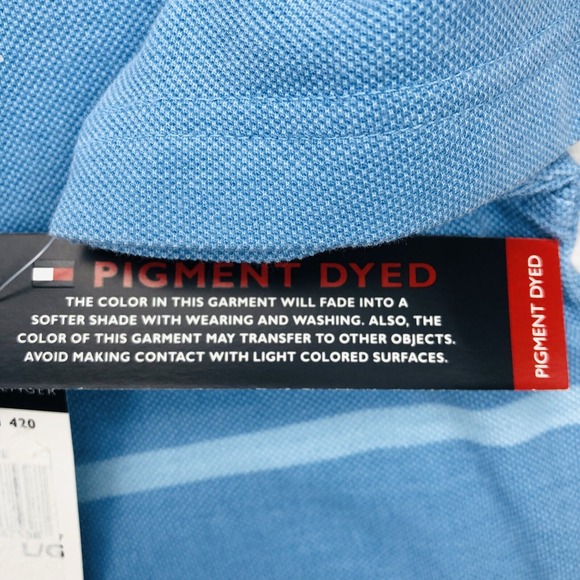 PIGMENT DYED
THE COLOR IN THIS GARMENT WILL FADE INTO A
SOFTER SHADE WITH WEARING AND WASHING. ALSO, THE
COLOR OF THIS GARMENT MAY TRANSFER TO OTHER OBJECTS.
AVOID MAKING CONTACT WITH LIGHT COLORED SURFACES.
PIGMENT DYED
420
L/G